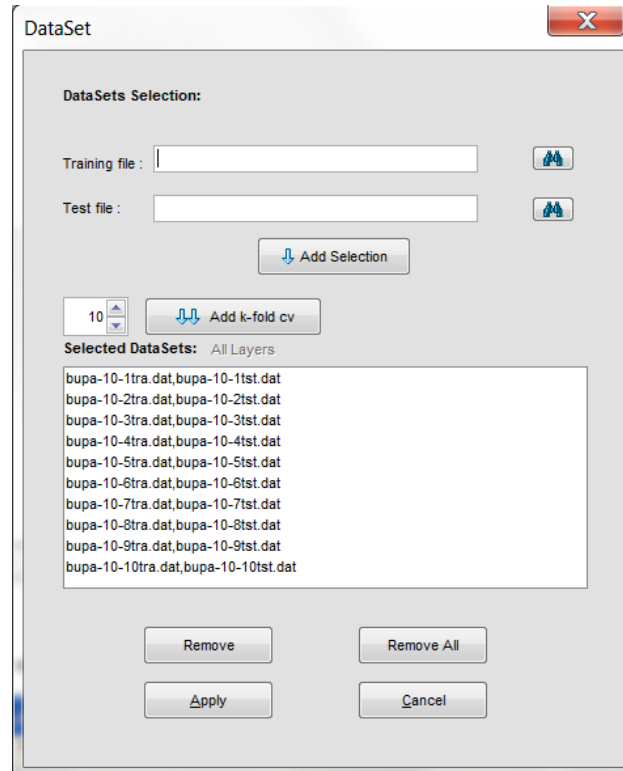 DataSet
DataSets Selection:
Training file :
Test file :
Add Selection
10 Add k-fold cv
Selected DataSets: All Layers
bupa-10-1tra.dat,bupa-10-1tst.dat
bupa-10-2tra.dat,bupa-10-2tst.dat
bupa-10-3tra.dat,bupa-10-3tst.dat
bupa-10-4tra.dat,bupa-10-4tst.dat
bupa-10-5tra.dat,bupa-10-5tst.dat
bupa-10-6tra.dat,bupa-10-6tst.dat
bupa-10-7tra.dat,bupa-10-7tst.dat
bupa-10-8tra.dat,bupa-10-8tst.dat
bupa-10-9tra.dat,bupa-10-9tst.dat
bupa-10-10tra.dat,bupa-10-10tst.dat
Remove Remove All
Apply Cancel